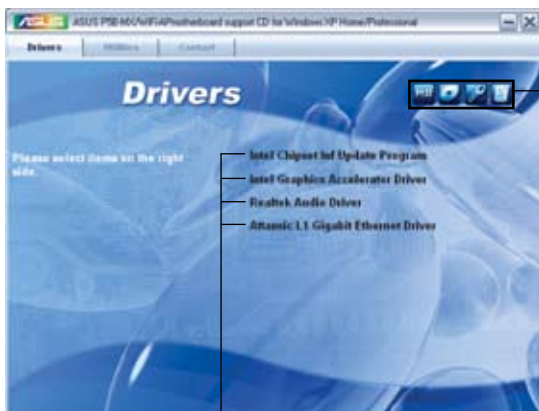 ASUS
ASUS P5B-MX/WiFi-AP motherboard support CD for Windows XP Home/Professional
Drivers
Utilities
Contact
Drivers
Please select items on the right side.
Intel Chipset Inf Update Program
Intel Graphics Accelerator Driver
Realtek Audio Driver
Attansic L1 Gigabit Ethernet Driver